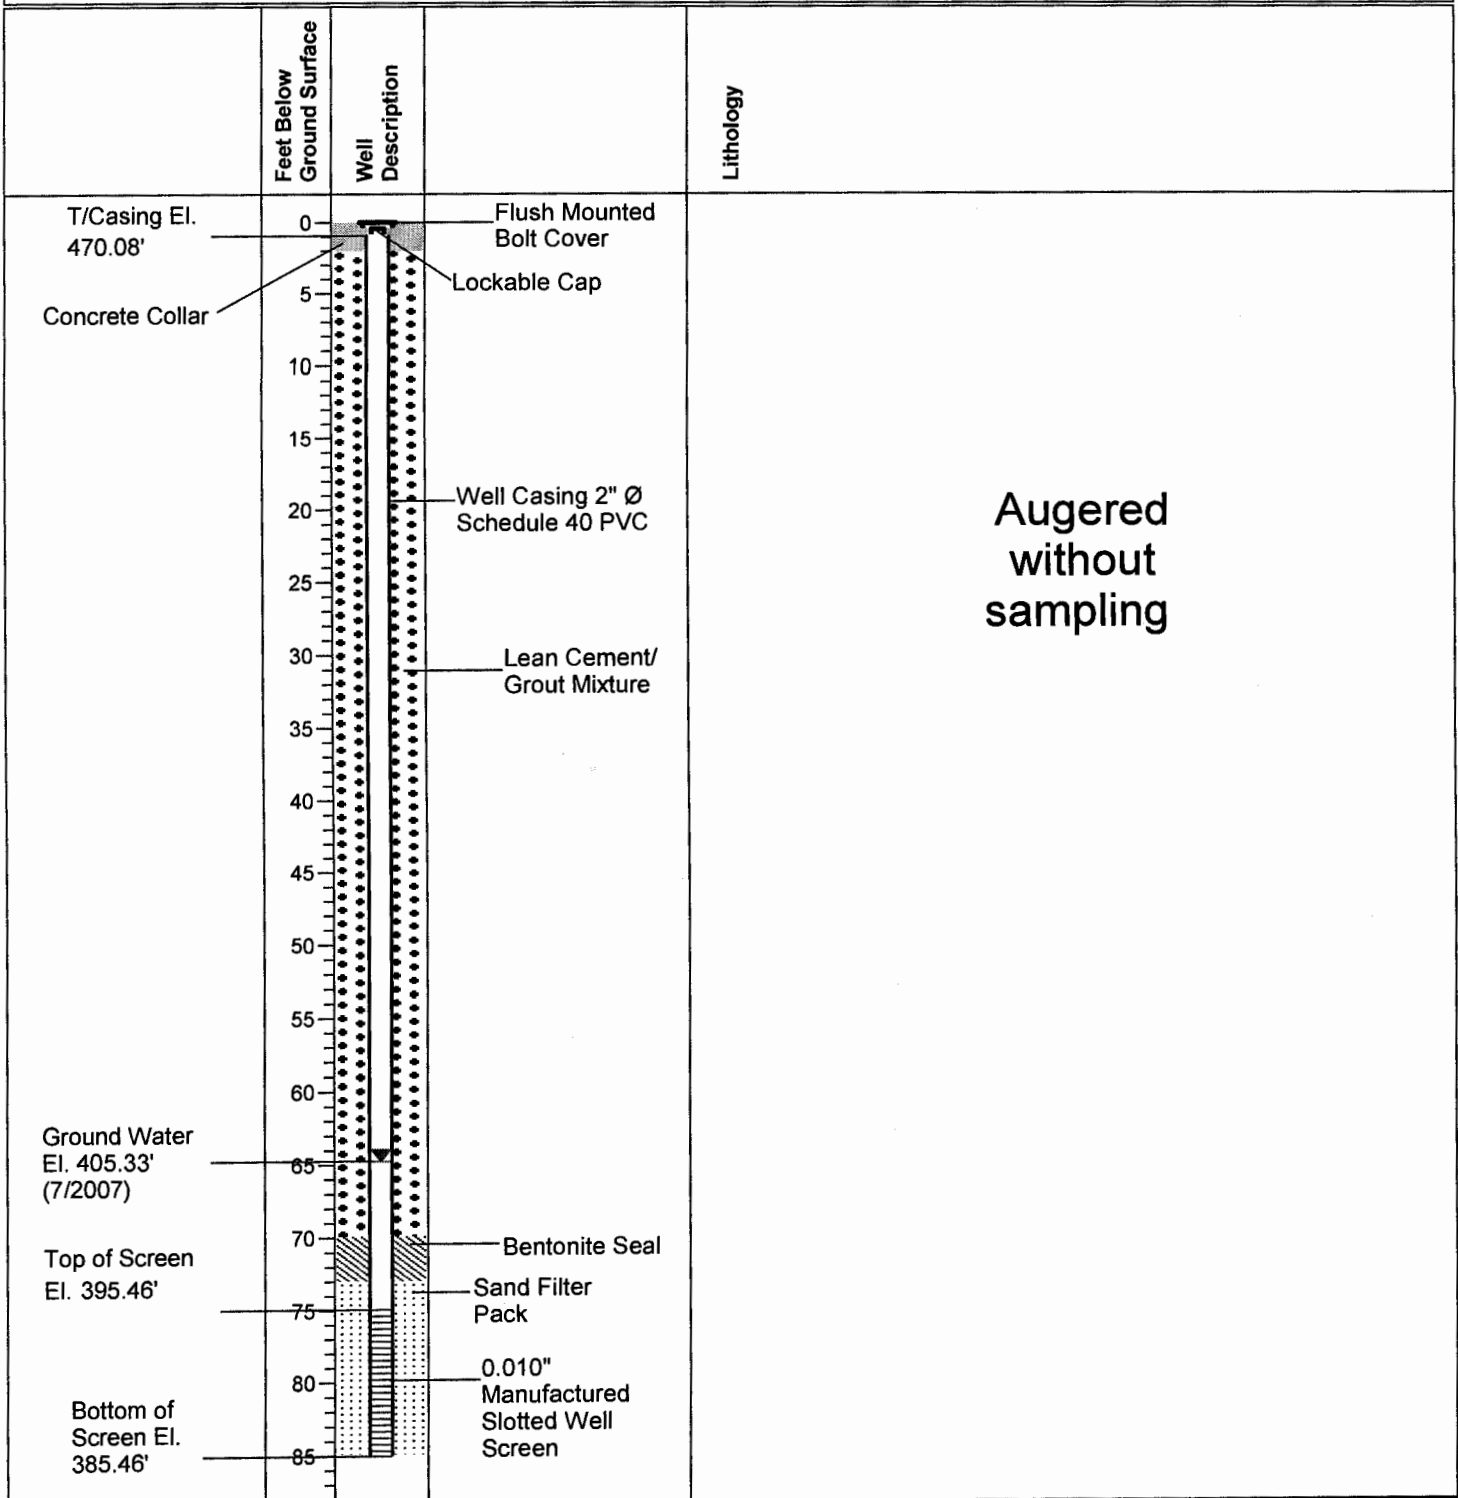 Feet Below
Ground Surface
Well
Description
Lithology
T/Casing El.
470.08'
Concrete Collar
0
5
10
15
20
25
30
35
40
45
50
55
60
65
70
75
80
85
Flush Mounted
Bolt Cover
Lockable Cap
Well Casing 2" Ø
Schedule 40 PVC
Lean Cement/
Grout Mixture
Augered
without
sampling
Ground Water
El. 405.33'
(7/2007)
Top of Screen
El. 395.46'
Bottom of
Screen El.
385.46'
Bentonite Seal
Sand Filter
Pack
0.010"
Manufactured
Slotted Well
Screen